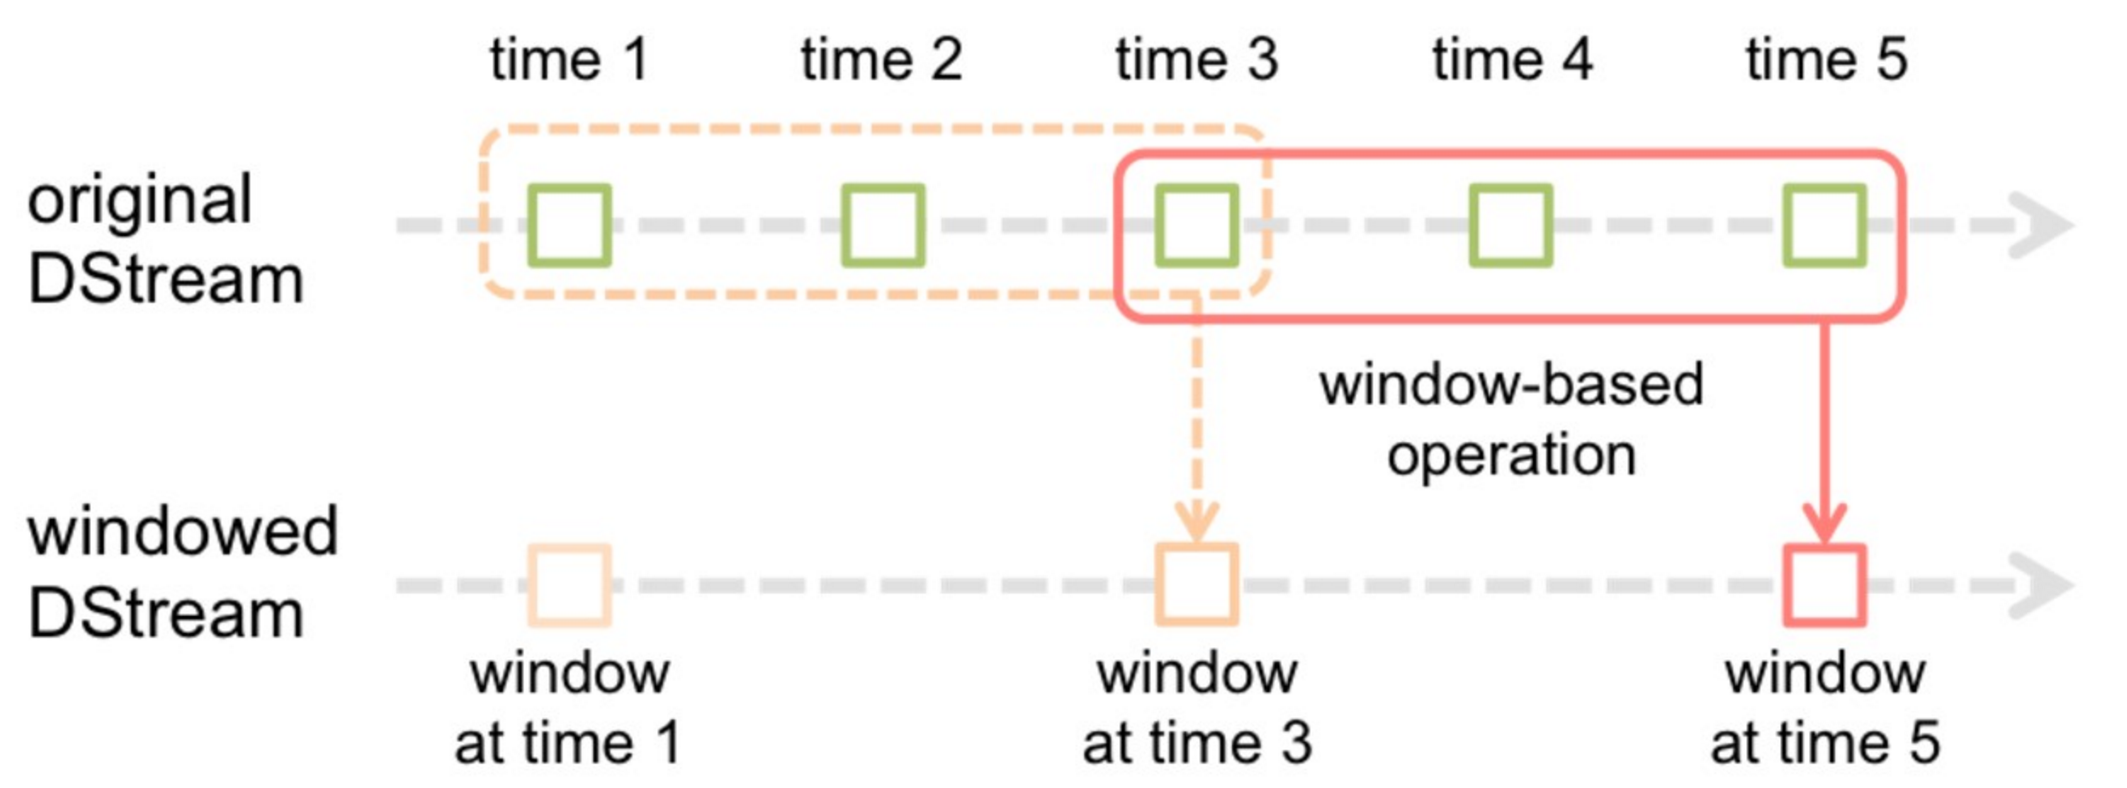 time 1
time 2
time 3
time 4
time 5
original
DStream
window-based
operation
windowed
DStream
window
at time 1
window
at time 3
window
at time 5